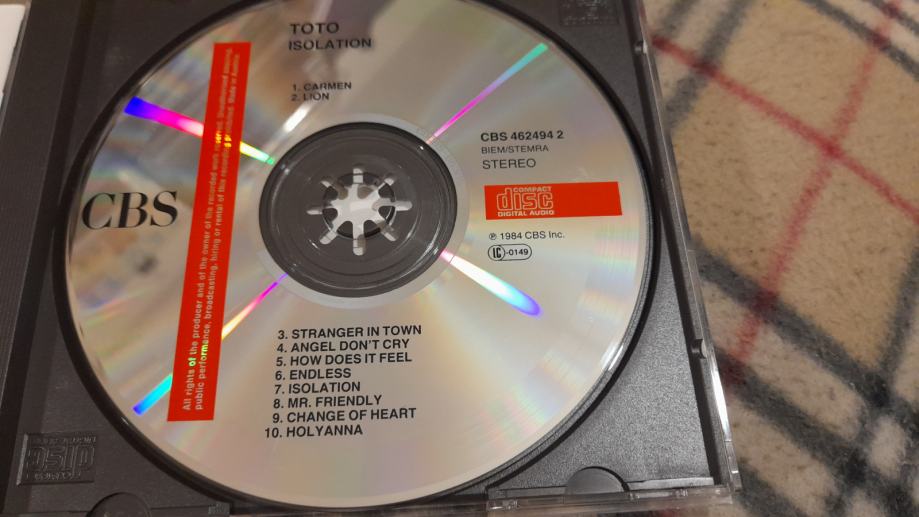 TOTO
ISOLATION
1. CARMEN
2. LION
CBS 462494 2
BIEM/STEMRA
STEREO
COMPACT
disc
DIGITAL AUDIO
℗ 1984 CBS Inc.
LC-0149
CBS
All rights of the producer and of the owner of the recorded work reserved. Unauthorized copying,
public performance, broadcasting, hiring or rental of this recording prohibited. Made in Austria
3. STRANGER IN TOWN
4. ANGEL DON'T CRY
5. HOW DOES IT FEEL
6. ENDLESS
7. ISOLATION
8. MR. FRIENDLY
9. CHANGE OF HEART
10. HOLYANNA
disc